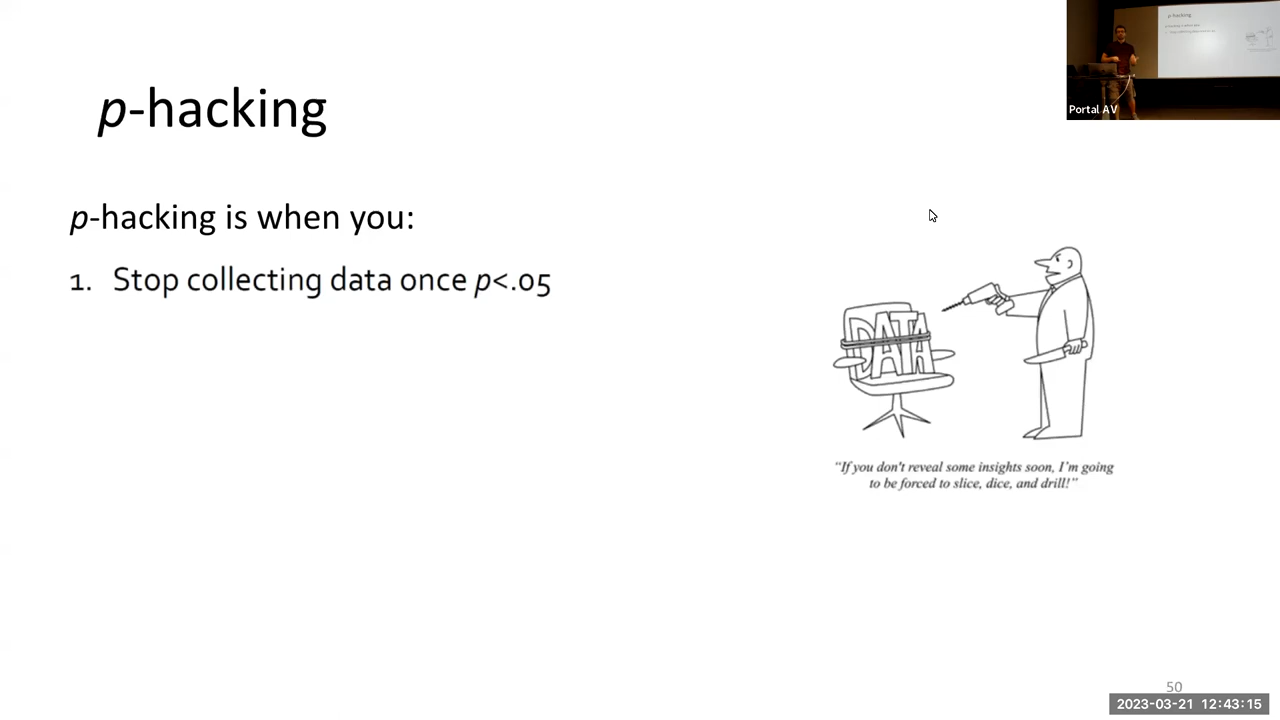 p-hacking
Portal AV
p-hacking is when you:
1. Stop collecting data once p<.05
DATA
“If you don't reveal some insights soon, I'm going
to be forced to slice, dice, and drill!”
50
2023-03-21 12:43:15